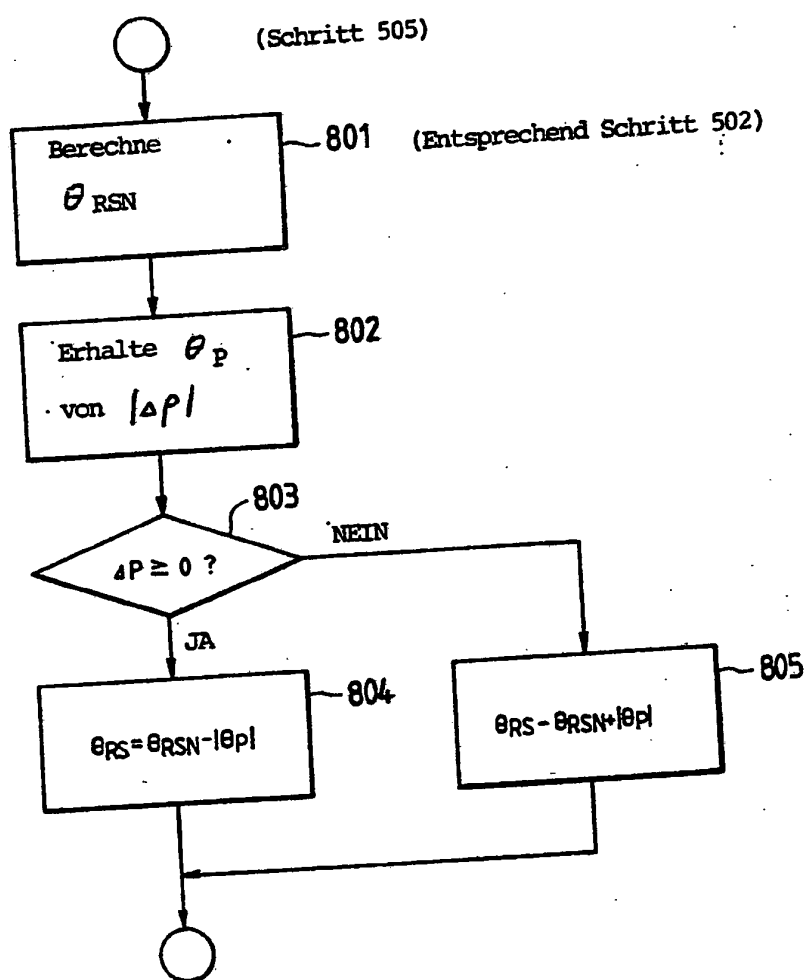 (Schritt 505)
Berechne
θ RSN
801
(Entsprechend Schritt 502)
Erhalte θ P
von |ΔP|
802
803
ΔP ≧ 0 ?
NEIN
JA
θRS=θRSN-|θP|
804
θRS-θRSN+|θP|
805